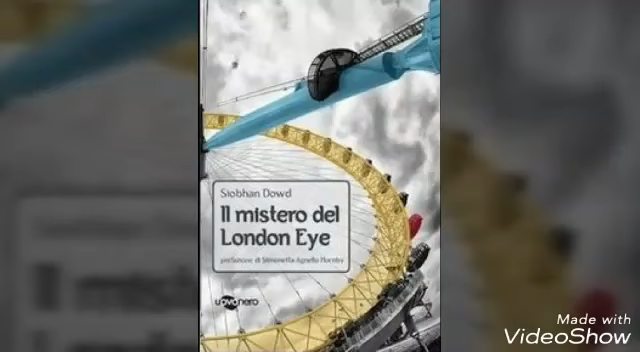 Siobhan Dowd
Il mistero del
London Eye
prefazione di Simonetta Agnello Hornby
uovonero
Made with
VideoShow